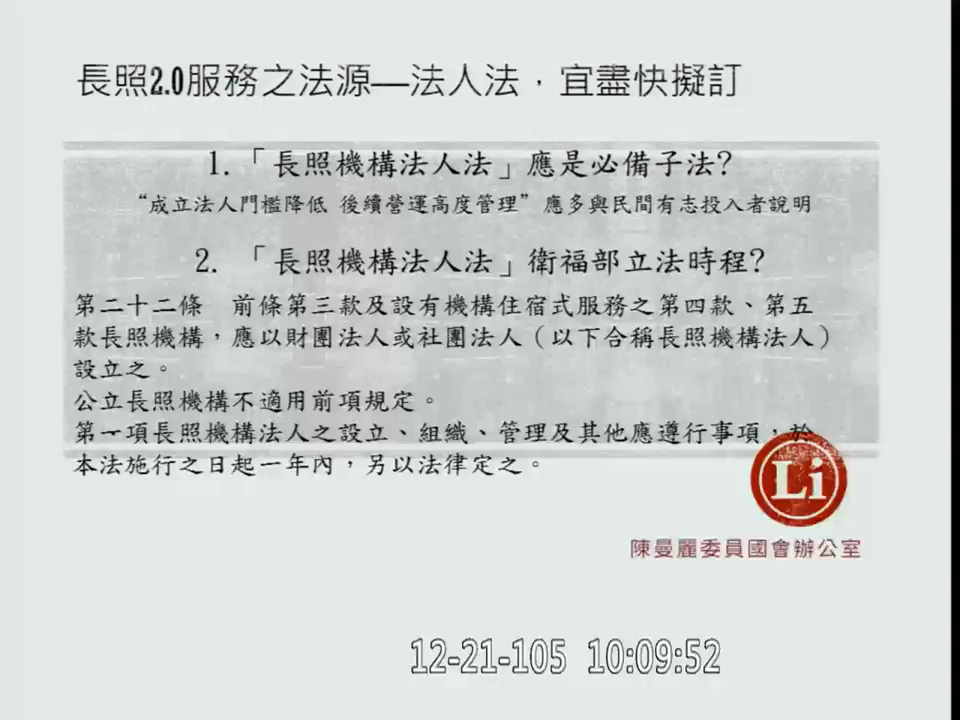 長照2.0服務之法源──法人法，宜盡快擬訂
1. 「長照機構法人法」應是必備子法?
“成立法人門檻降低 後續營運高度管理”應多與民間有志投入者說明
2. 「長照機構法人法」衛福部立法時程?
第二十二條　前條第三款及設有機構住宿式服務之第四款、第五
款長照機構，應以財團法人或社團法人（以下合稱長照機構法人）
設立之。
公立長照機構不適用前項規定。
第一項長照機構法人之設立、組織、管理及其他應遵行事項，於
本法施行之日起一年內，另以法律定之。
Li
陳曼麗委員國會辦公室
12-21-105 10:09:52